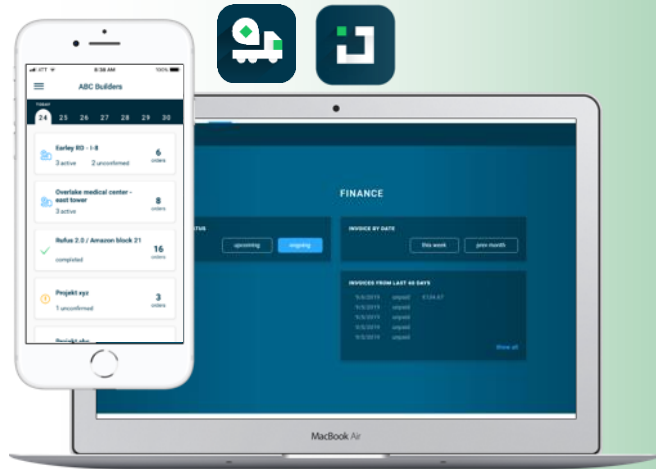 ATT 8:38 AM 100%
ABC Builders
TODAY
24 25 26 27 28 29 30
Earley RD - I-8
3 active 2 unconfirmed
6
orders
Overlake medical center -
east tower
3 active
8
orders
Rufus 2.0 / Amazon block 21
completed
16
orders
Projekt xyz
1 unconfirmed
3
orders
FINANCE
upcoming ongoing
INVOICE BY DATE
this week prev month
INVOICES FROM LAST 60 DAYS
unpaid
unpaid
unpaid
unpaid
unpaid
Show all
MacBook Air